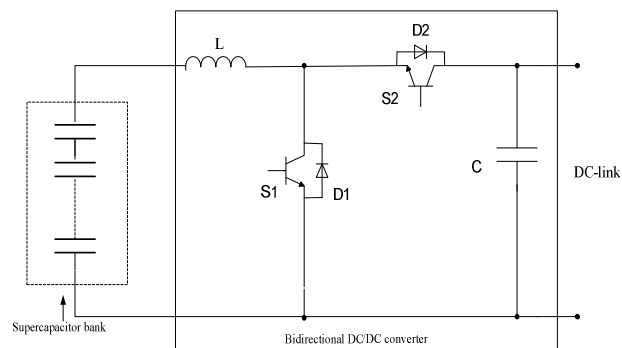 D2
L
S2
C
DC-link
S1
D1
Supercapacitor bank
Bidirectional DC/DC converter